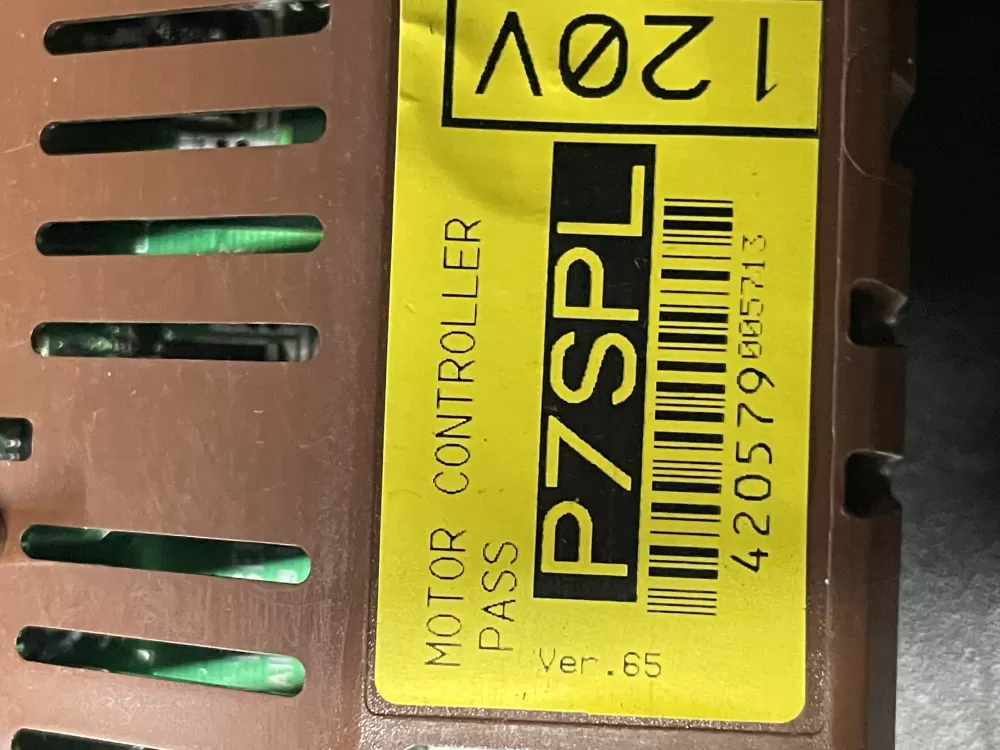 120V
MOTOR CONTROLLER
PASS
P7SPL
420579005713
Ver.65